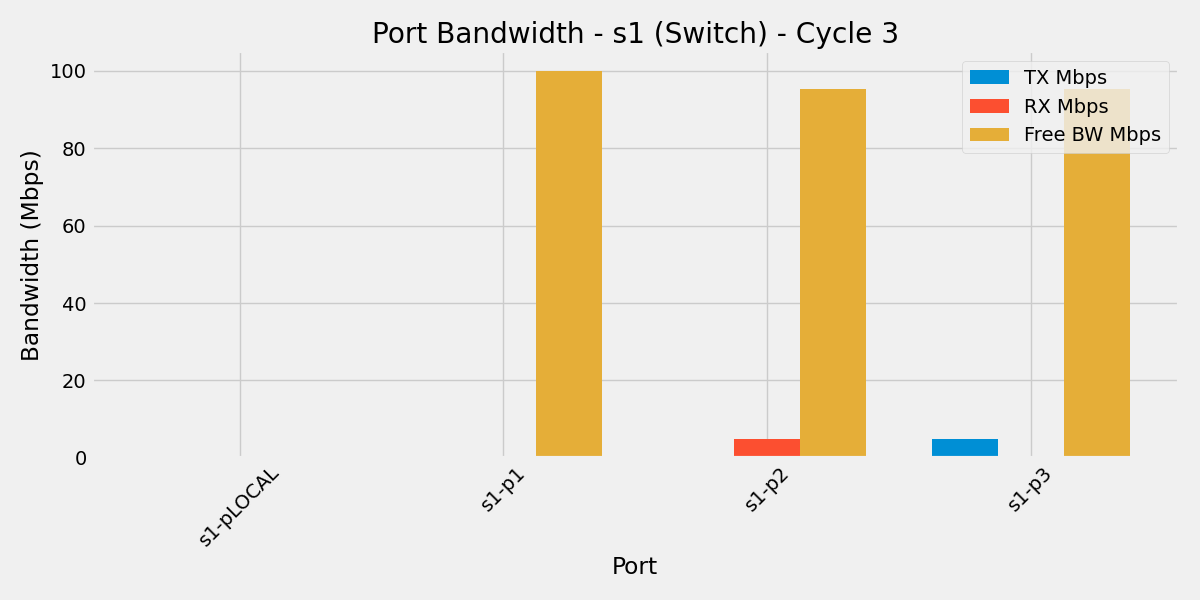 Port Bandwidth - s1 (Switch) - Cycle 3
TX Mbps
RX Mbps
Free BW Mbps
Bandwidth (Mbps)
100
80
60
40
20
0
s1-pLOCAL
s1-p1
s1-p2
s1-p3
Port